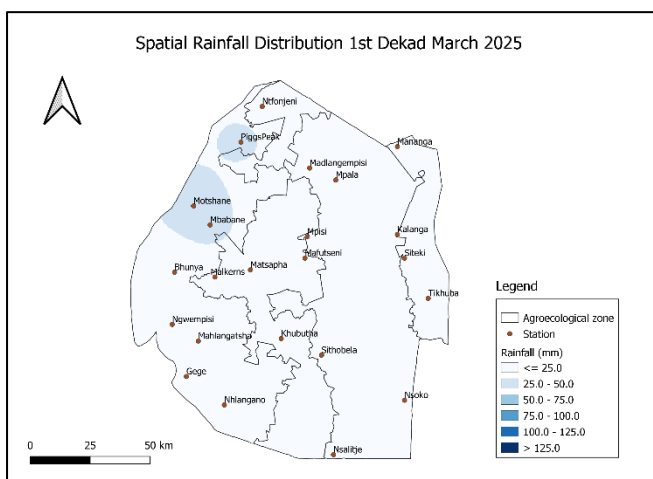 Spatial Rainfall Distribution 1st Dekad March 2025
Ntfonjeni
PiggsPeak
Mananga
Madlangempisi
Mpala
Motshane
Mbabane
Mpisi
Kalanga
Mafutseni
Siteki
Bhunya
Malkerns
Matsapha
Tikhuba
Ngwempisi
Mahlangatsha
Khubutha
Sithobela
Gege
Nhlangano
Nsoko
Nsalitje
Legend
Agroecological zone
Station
Rainfall (mm)
<= 25.0
25.0 - 50.0
50.0 - 75.0
75.0 - 100.0
100.0 - 125.0
> 125.0
0 25 50 km